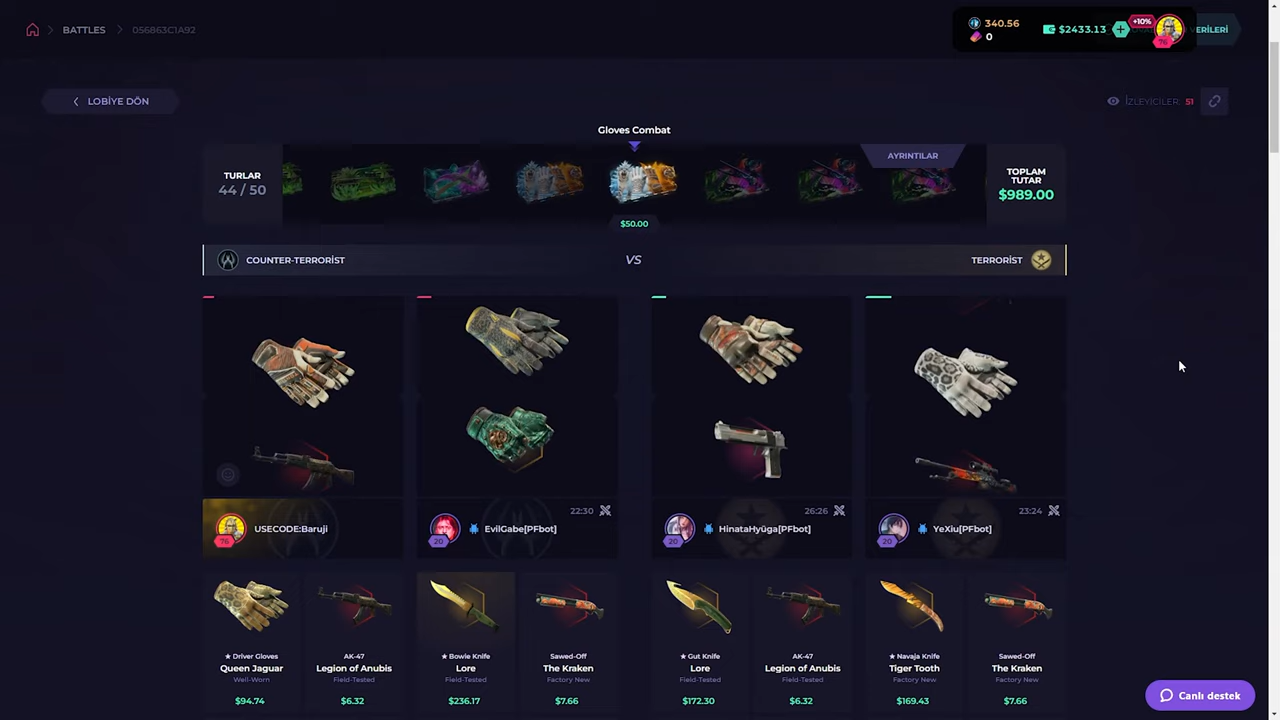 BATTLES
056863C1A92
340.56
0
$2433.13
+10%
76
VERİLERİ
LOBİYE DÖN
İZLEYİCİLER: 51
Gloves Combat
AYRINTILAR
TURLAR
44 / 50
TOPLAM
TUTAR
$989.00
$50.00
COUNTER-TERRORİST
VS
TERRORİST
22:30
26:26
23:24
76
USECODE:Baruji
20
EvilGabe[PFbot]
20
HinataHyūga[PFbot]
20
YeXiu[PFbot]
★ Driver Gloves
Queen Jaguar
Well-Worn
$94.74
AK-47
Legion of Anubis
Field-Tested
$6.32
★ Bowie Knife
Lore
Field-Tested
$236.17
Sawed-Off
The Kraken
Factory New
$7.66
★ Gut Knife
Lore
Field-Tested
$172.30
AK-47
Legion of Anubis
Field-Tested
$6.32
★ Navaja Knife
Tiger Tooth
Factory New
$169.43
Sawed-Off
The Kraken
Factory New
$7.66
Canlı destek